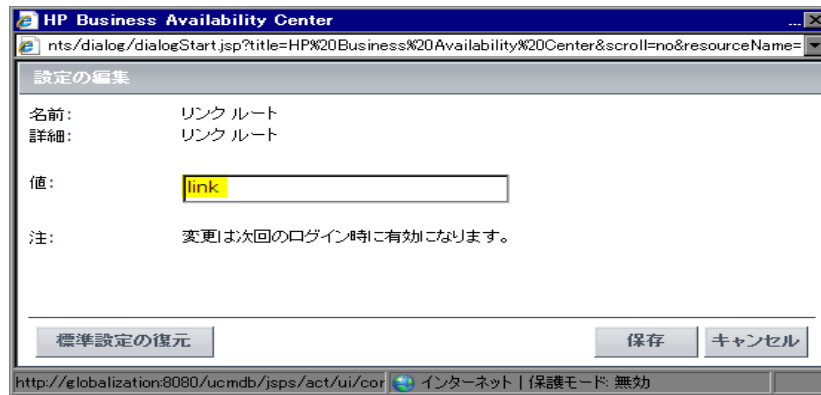 HP Business Availability Center ...
nts/dialog/dialogStart.jsp?title=HP%20Business%20Availability%20Center&scroll=no&resourceName=
設定の編集
名前: リンク ルート
詳細: リンク ルート
値: link
注: 変更は次回のログイン時に有効になります。
標準設定の復元 保存 キャンセル
http://globalization:8080/ucmdb/jsps/act/ui/cor インターネット | 保護モード: 無効